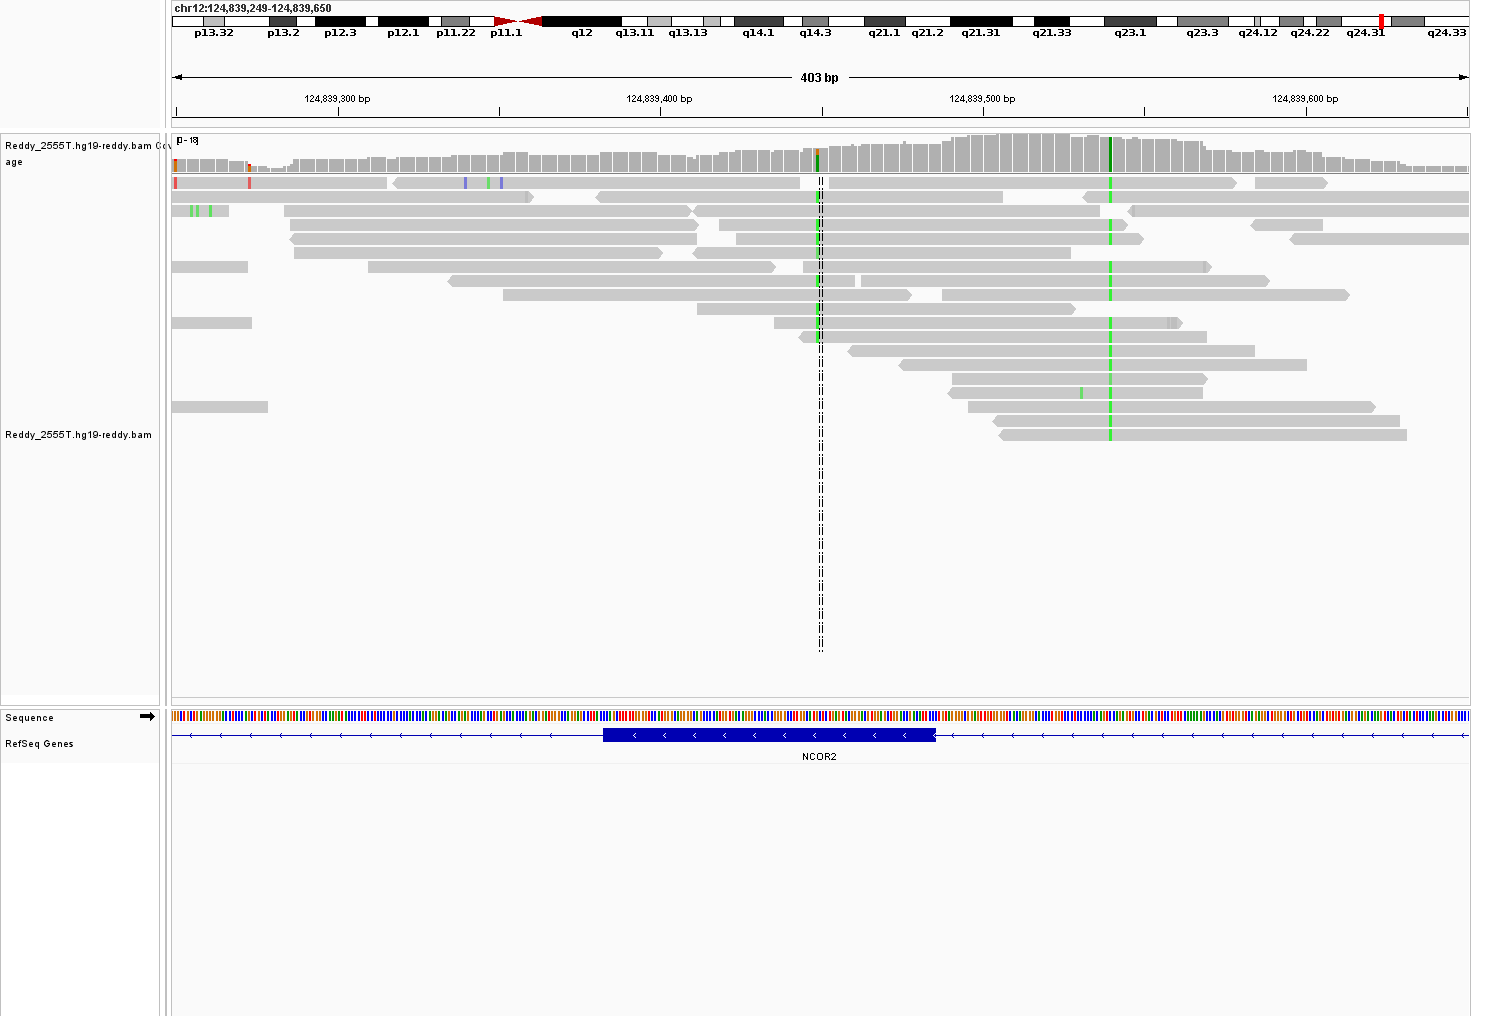 chr12:124,839,249-124,839,650
p13.32 p13.2 p12.3 p12.1 p11.22 p11.1 q12 q13.11 q13.13 q14.1 q14.3 q21.1 q21.2 q21.31 q21.33 q23.1 q23.3 q24.12 q24.22 q24.31 q24.33
403 bp
124,839,300 bp 124,839,400 bp 124,839,500 bp 124,839,600 bp
Reddy_2555T.hg19-reddy.bam Cov
age
[0 - 18]
Reddy_2555T.hg19-reddy.bam
Sequence
RefSeq Genes
NCOR2